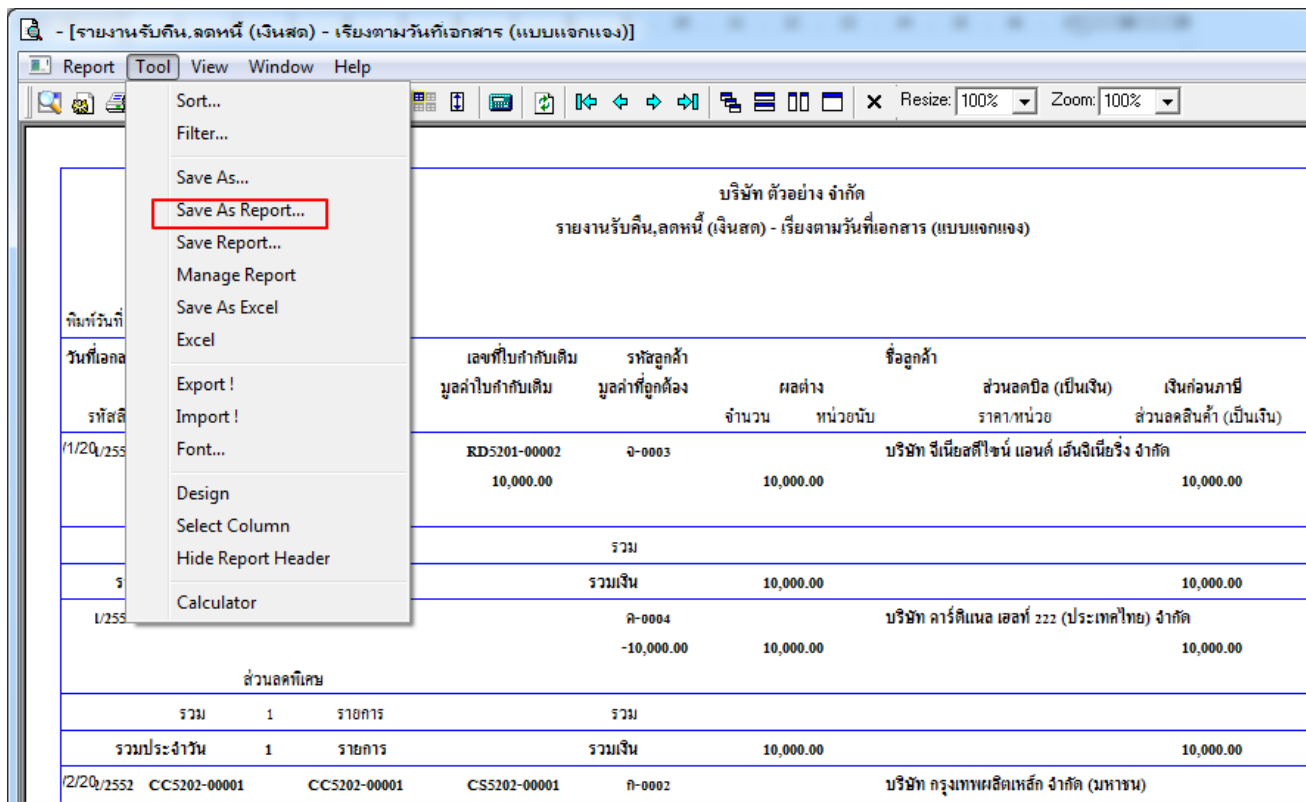 - [รายงานรับคืน,ลดหนี้ (เงินสด) - เรียงตามวันที่เอกสาร (แบบแจกแจง)]
Report Tool View Window Help
Resize: 100% Zoom: 100%
Sort...
Filter...
Save As...
Save As Report...
Save Report...
Manage Report
Save As Excel
Excel
Export !
Import !
Font...
Design
Select Column
Hide Report Header
Calculator
บริษัท ตัวอย่าง จำกัด
รายงานรับคืน,ลดหนี้ (เงินสด) - เรียงตามวันที่เอกสาร (แบบแจกแจง)
พิมพ์วันที่
วันที่เอกส เลขที่ใบกำกับเดิม รหัสลูกค้า ชื่อลูกค้า
มูลค่าใบกำกับเดิม มูลค่าที่ถูกต้อง ผลต่าง ส่วนลดบิล (เป็นเงิน) เงินก่อนภาษี
รหัสสิ จำนวน หน่วยนับ ราคา/หน่วย ส่วนลดสินค้า (เป็นเงิน)
/1/20 /255 RD5201-00002 จ-0003 บริษัท จีเนียสดีไซน์ แอนด์ เอ็นจิเนียริ่ง จำกัด
10,000.00 10,000.00 10,000.00
รวม
รวมเงิน 10,000.00 10,000.00
1/255 ค-0004 บริษัท คาร์ดิแนล เฮลท์ 222 (ประเทศไทย) จำกัด
-10,000.00 10,000.00 10,000.00
ส่วนลดพิเศษ
รวม 1 รายการ รวม
รวมประจำวัน 1 รายการ รวมเงิน 10,000.00 10,000.00
/2/20 /2552 CC5202-00001 CC5202-00001 CS5202-00001 ก-0002 บริษัท กรุงเทพผลิตเหล็ก จำกัด (มหาชน)